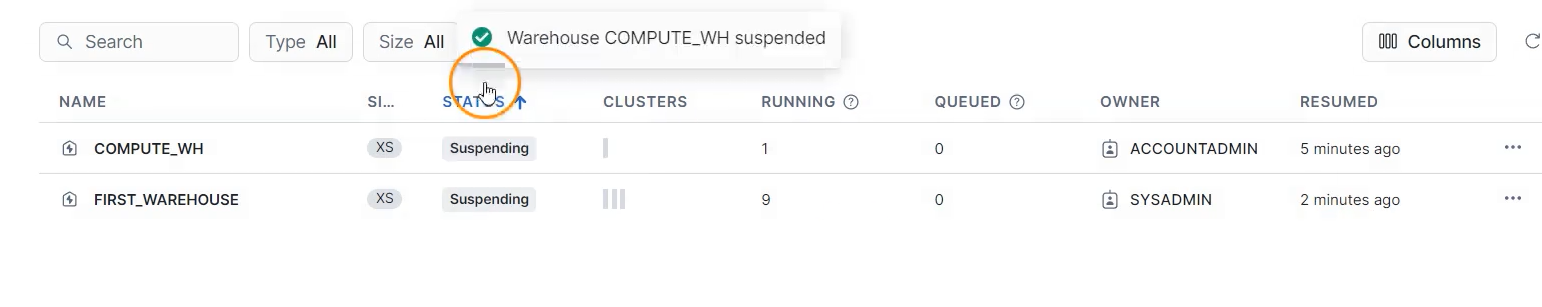 Search Type All Size All Warehouse COMPUTE_WH suspended Columns
NAME SI... STATUS CLUSTERS RUNNING QUEUED OWNER RESUMED
COMPUTE_WH XS Suspending 1 0 ACCOUNTADMIN 5 minutes ago
FIRST_WAREHOUSE XS Suspending 9 0 SYSADMIN 2 minutes ago